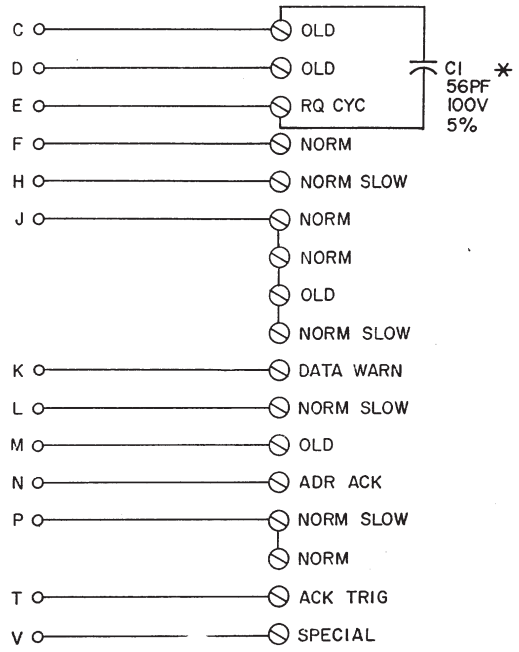 C OLD
D OLD
C1 *
56PF
100V
5%
E RQ CYC
F NORM
H NORM SLOW
J NORM
NORM
OLD
NORM SLOW
K DATA WARN
L NORM SLOW
M OLD
N ADR ACK
P NORM SLOW
NORM
T ACK TRIG
V SPECIAL